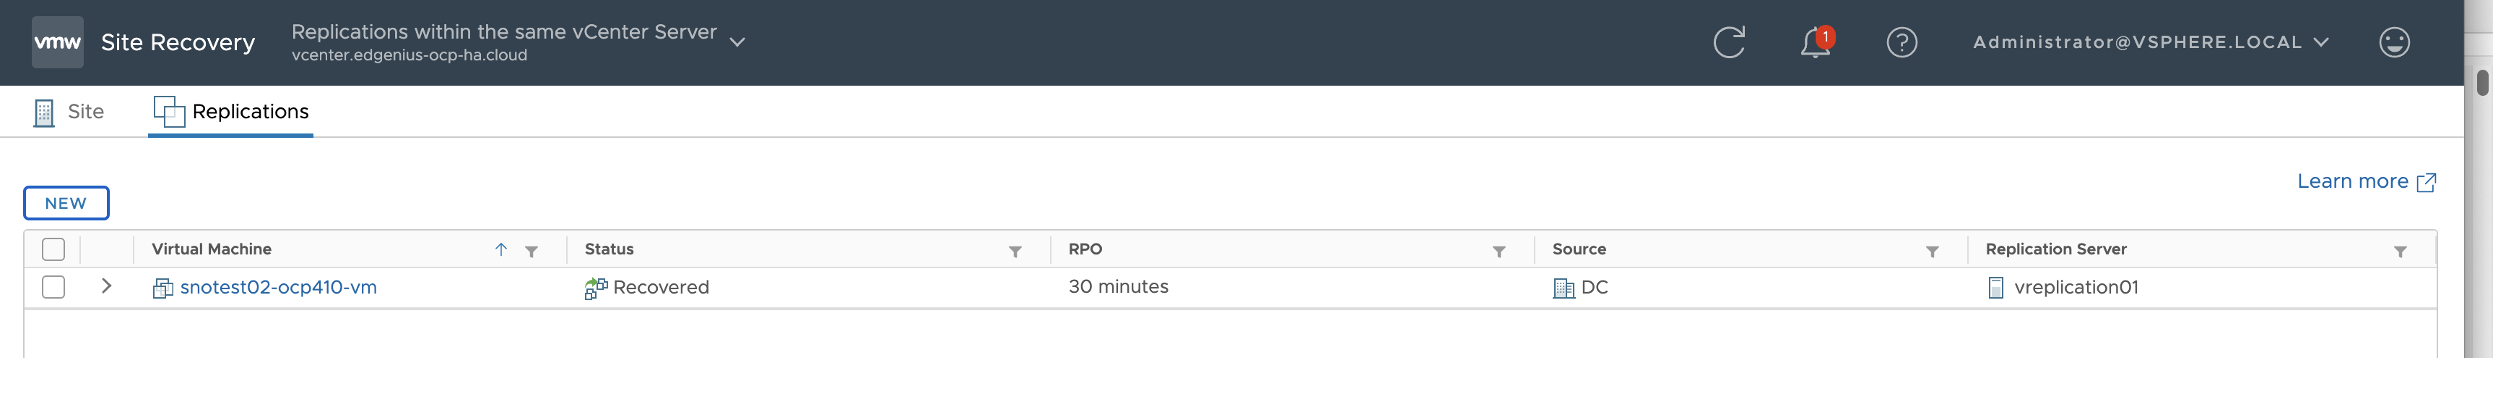 vmw Site Recovery Replications within the same vCenter Server
vcenter.edgenius-ocp-ha.cloud
1
Administrator@VSPHERE.LOCAL
Site Replications
Learn more
NEW
Virtual Machine Status RPO Source Replication Server
snotest02-ocp410-vm Recovered 30 minutes DC vreplication01